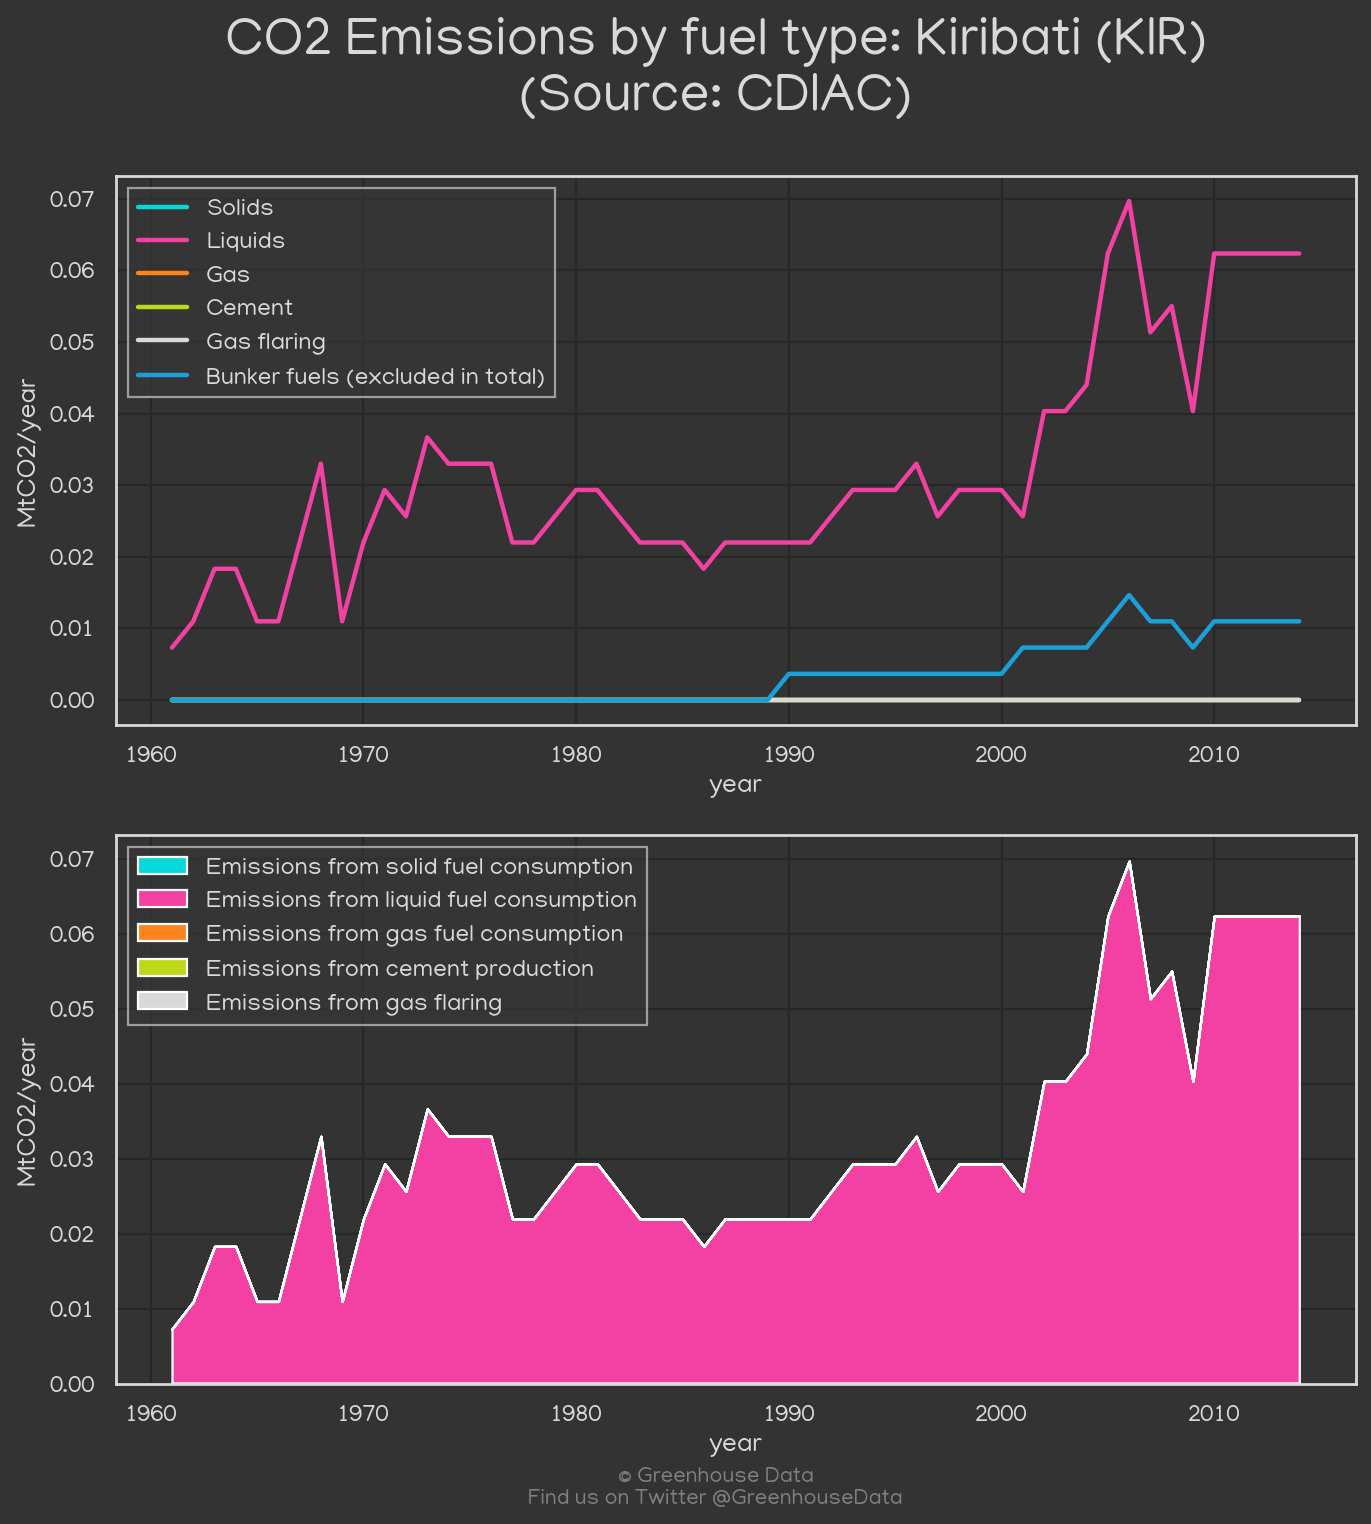 CO2 Emissions by fuel type: Kiribati (KIR)
(Source: CDIAC)
0.07
0.06
0.05
0.04
0.03
0.02
0.01
0.00
MtCO2/year
Solids
Liquids
Gas
Cement
Gas flaring
Bunker fuels (excluded in total)
1960 1970 1980 1990 2000 2010
year
0.07
0.06
0.05
0.04
0.03
0.02
0.01
0.00
MtCO2/year
Emissions from solid fuel consumption
Emissions from liquid fuel consumption
Emissions from gas fuel consumption
Emissions from cement production
Emissions from gas flaring
1960 1970 1980 1990 2000 2010
year
© Greenhouse Data
Find us on Twitter @GreenhouseData